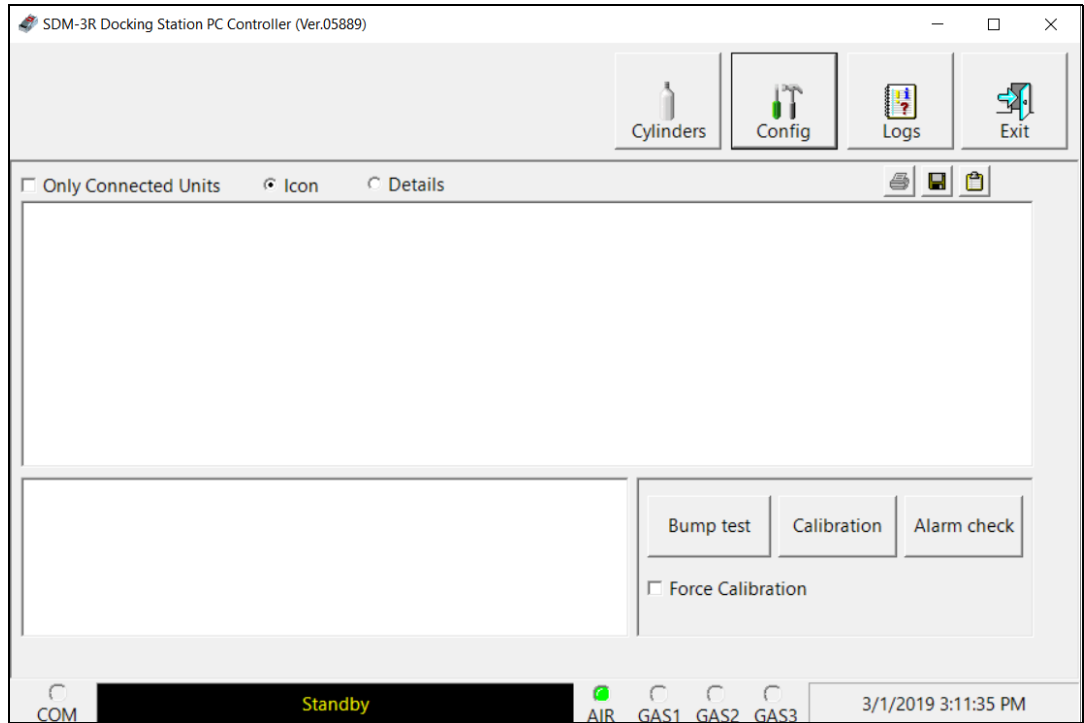 SDM-3R Docking Station PC Controller (Ver.05889)
Cylinders Config Logs Exit
Only Connected Units Icon Details
Bump test Calibration Alarm check
Force Calibration
COM Standby AIR GAS1 GAS2 GAS3 3/1/2019 3:11:35 PM